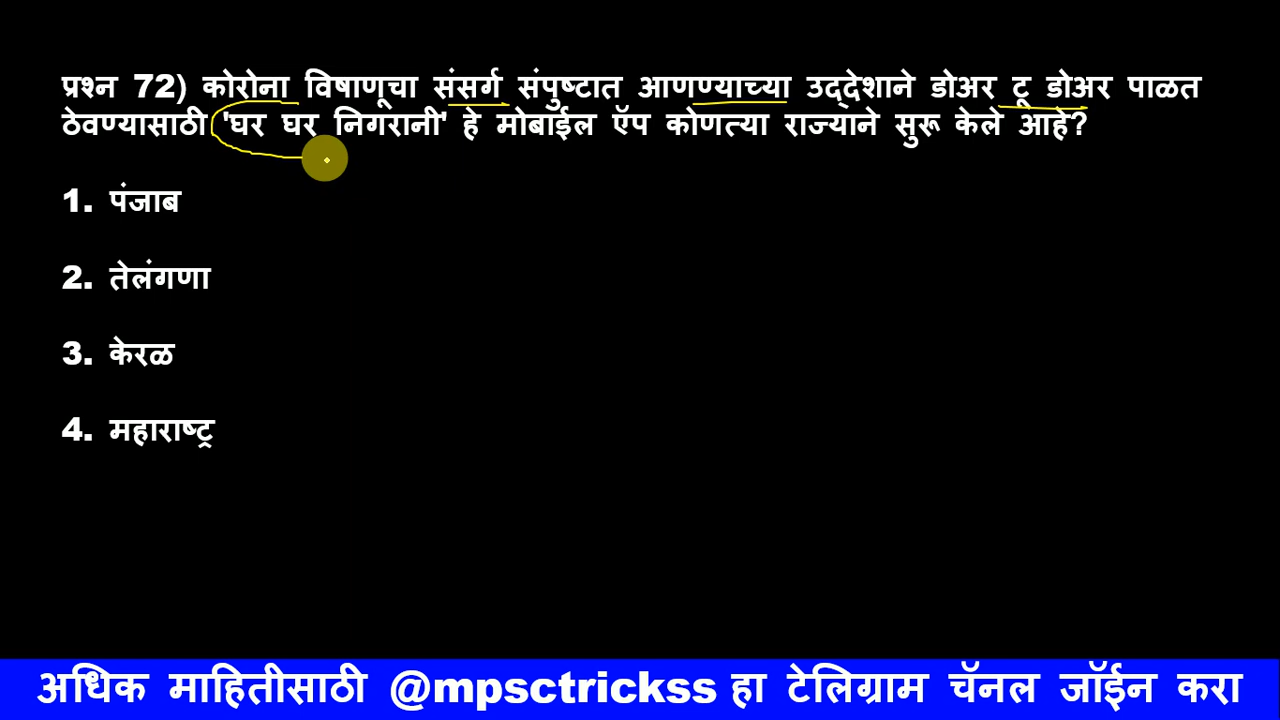 प्रश्न 72) कोरोना विषाणूचा संसर्ग संपुष्टात आणण्याच्या उद्देशाने डोअर टू डोअर पाळत
ठेवण्यासाठी 'घर घर निगरानी' हे मोबाईल ऍप कोणत्या राज्याने सुरू केले आहे?
1. पंजाब
2. तेलंगणा
3. केरळ
4. महाराष्ट्र
अधिक माहितीसाठी @mpsctrickss हा टेलिग्राम चॅनल जॉईन करा